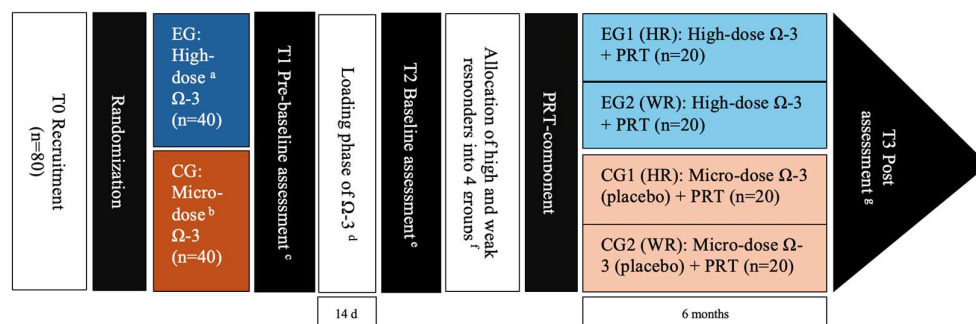 T0 Recruitment
(n=80)
Randomization
EG:
High-
dose a
Ω-3
(n=40)
CG:
Micro-
dose b
Ω-3
(n=40)
T1 Pre-baseline
assessment c
Loading phase of Ω-3 d
T2 Baseline assessment e
Allocation of high and weak
responders into 4 groups f
PRT-component
EG1 (HR): High-dose Ω-3
+ PRT (n=20)
EG2 (WR): High-dose Ω-3
+ PRT (n=20)
CG1 (HR): Micro-dose Ω-3
(placebo) + PRT (n=20)
CG2 (WR): Micro-dose Ω-
3 (placebo) + PRT (n=20)
T3 Post
assessment g
14 d
6 months